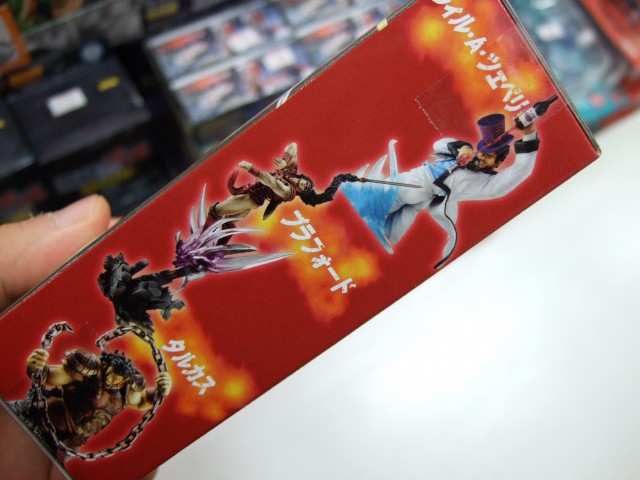 ィル・A・ツェペリ
ブラフォード
タルカス